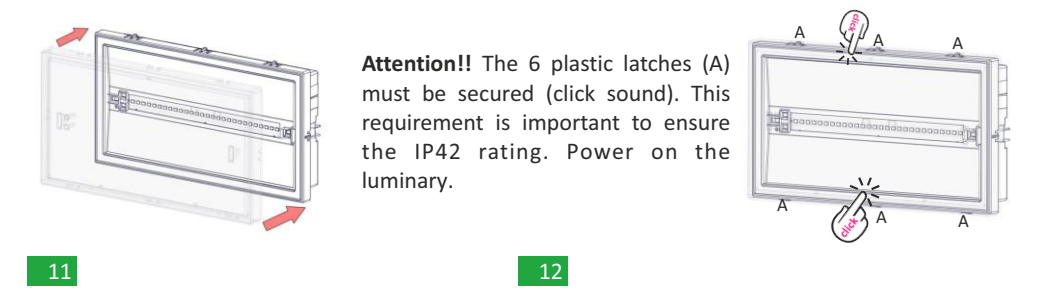 Attention!! The 6 plastic latches (A)
must be secured (click sound). This
requirement is important to ensure
the IP42 rating. Power on the
luminary.
A
A
A
click
A
A
A
click
11
12